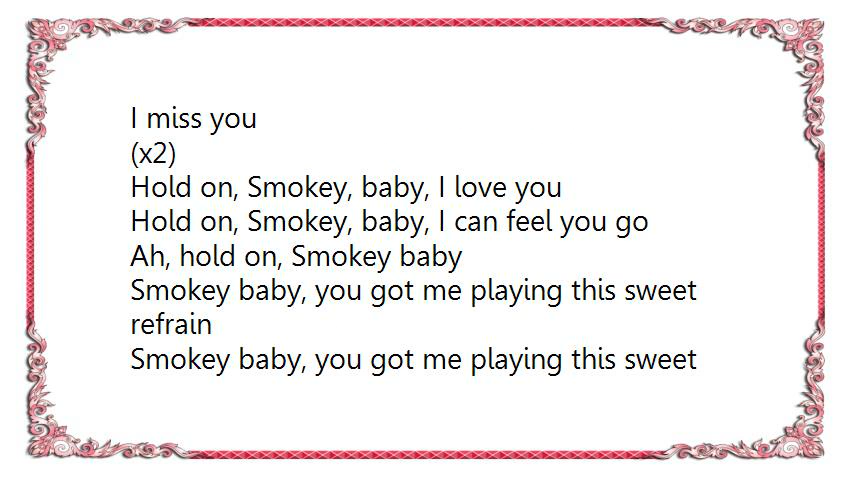 I miss you
(x2)
Hold on, Smokey, baby, I love you
Hold on, Smokey, baby, I can feel you go
Ah, hold on, Smokey baby
Smokey baby, you got me playing this sweet
refrain
Smokey baby, you got me playing this sweet